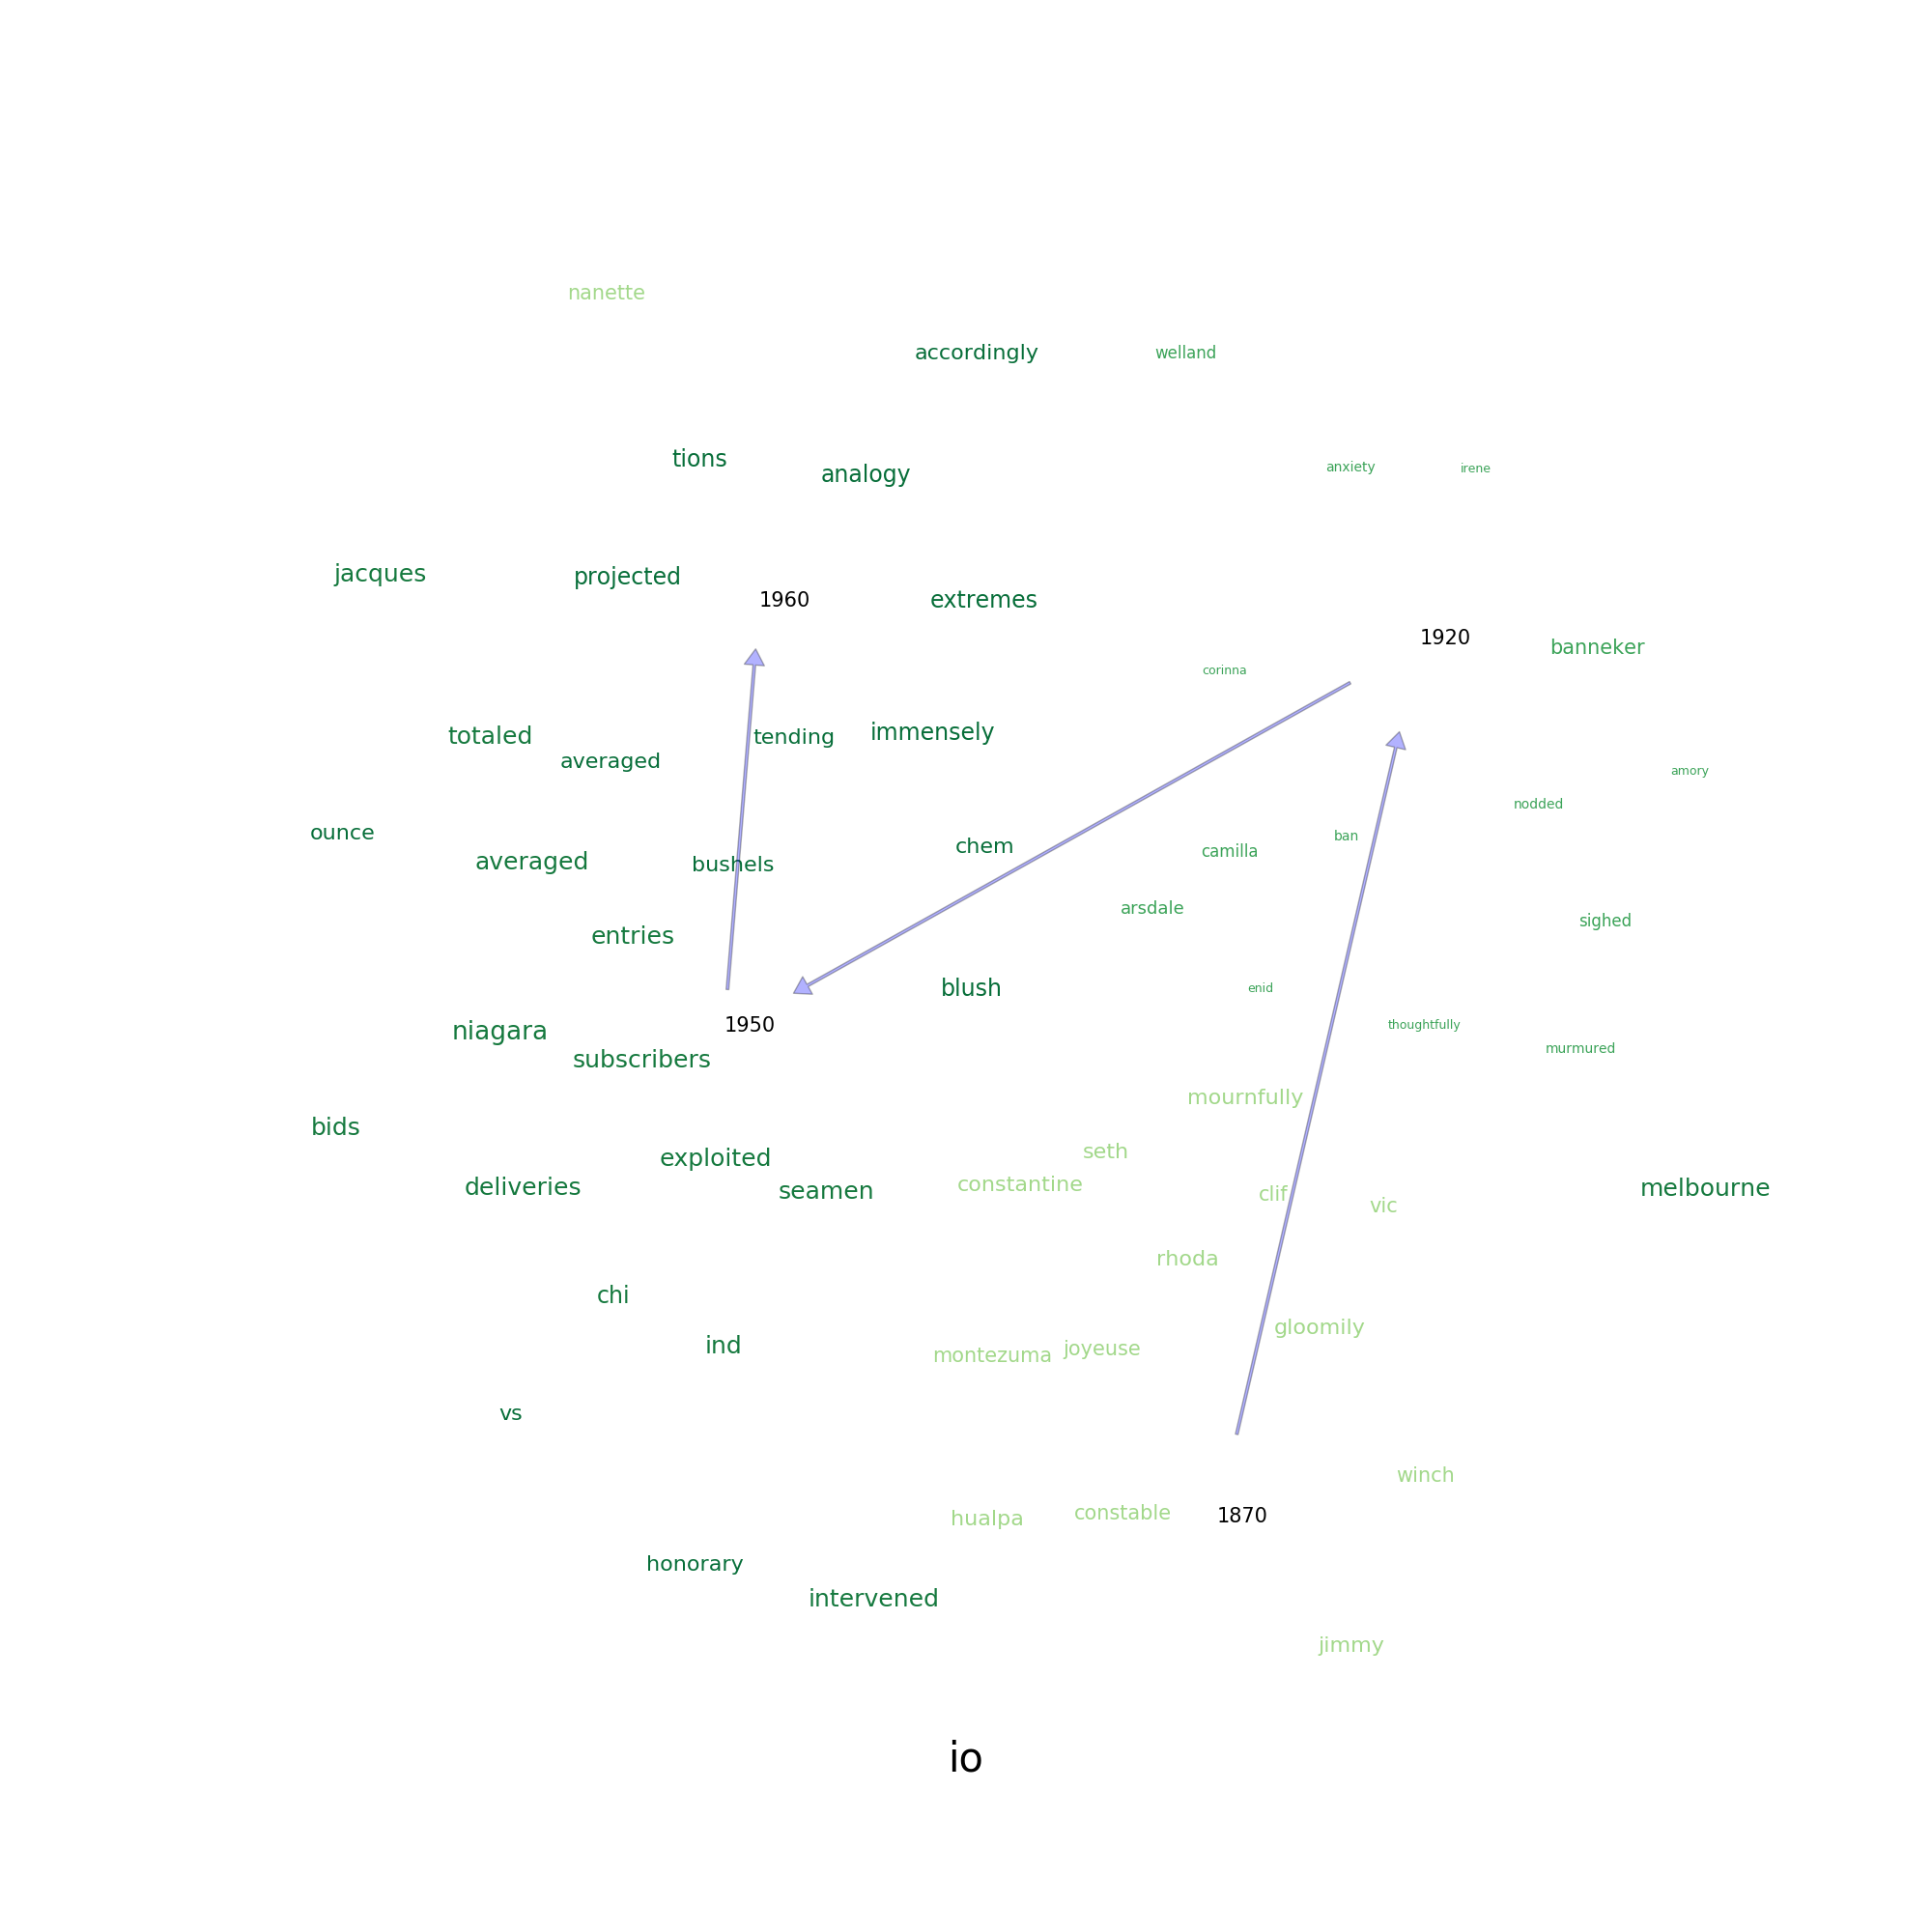 nanette
accordingly
welland
tions
analogy
anxiety
irene
jacques
projected
1960
extremes
1920
banneker
corinna
totaled
averaged
tending
immensely
amory
nodded
ounce
averaged
bushels
chem
camilla
ban
arsdale
sighed
entries
blush
enid
niagara
subscribers
1950
thoughtfully
murmured
bids
mournfully
exploited
seth
deliveries
seamen
constantine
clif
vic
melbourne
chi
rhoda
ind
montezuma
joyeuse
gloomily
vs
winch
hualpa
constable
1870
honorary
intervened
jimmy
io